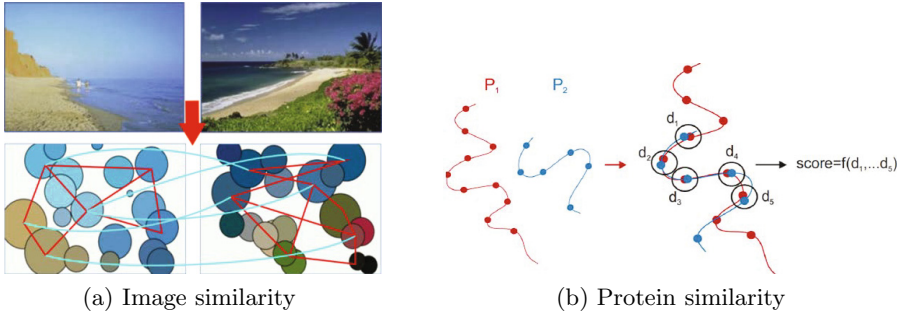 P₁
P₂
d₁
d₂
d₃
d₄
d₅
score=f(d₁,...d₅)
(a) Image similarity
(b) Protein similarity